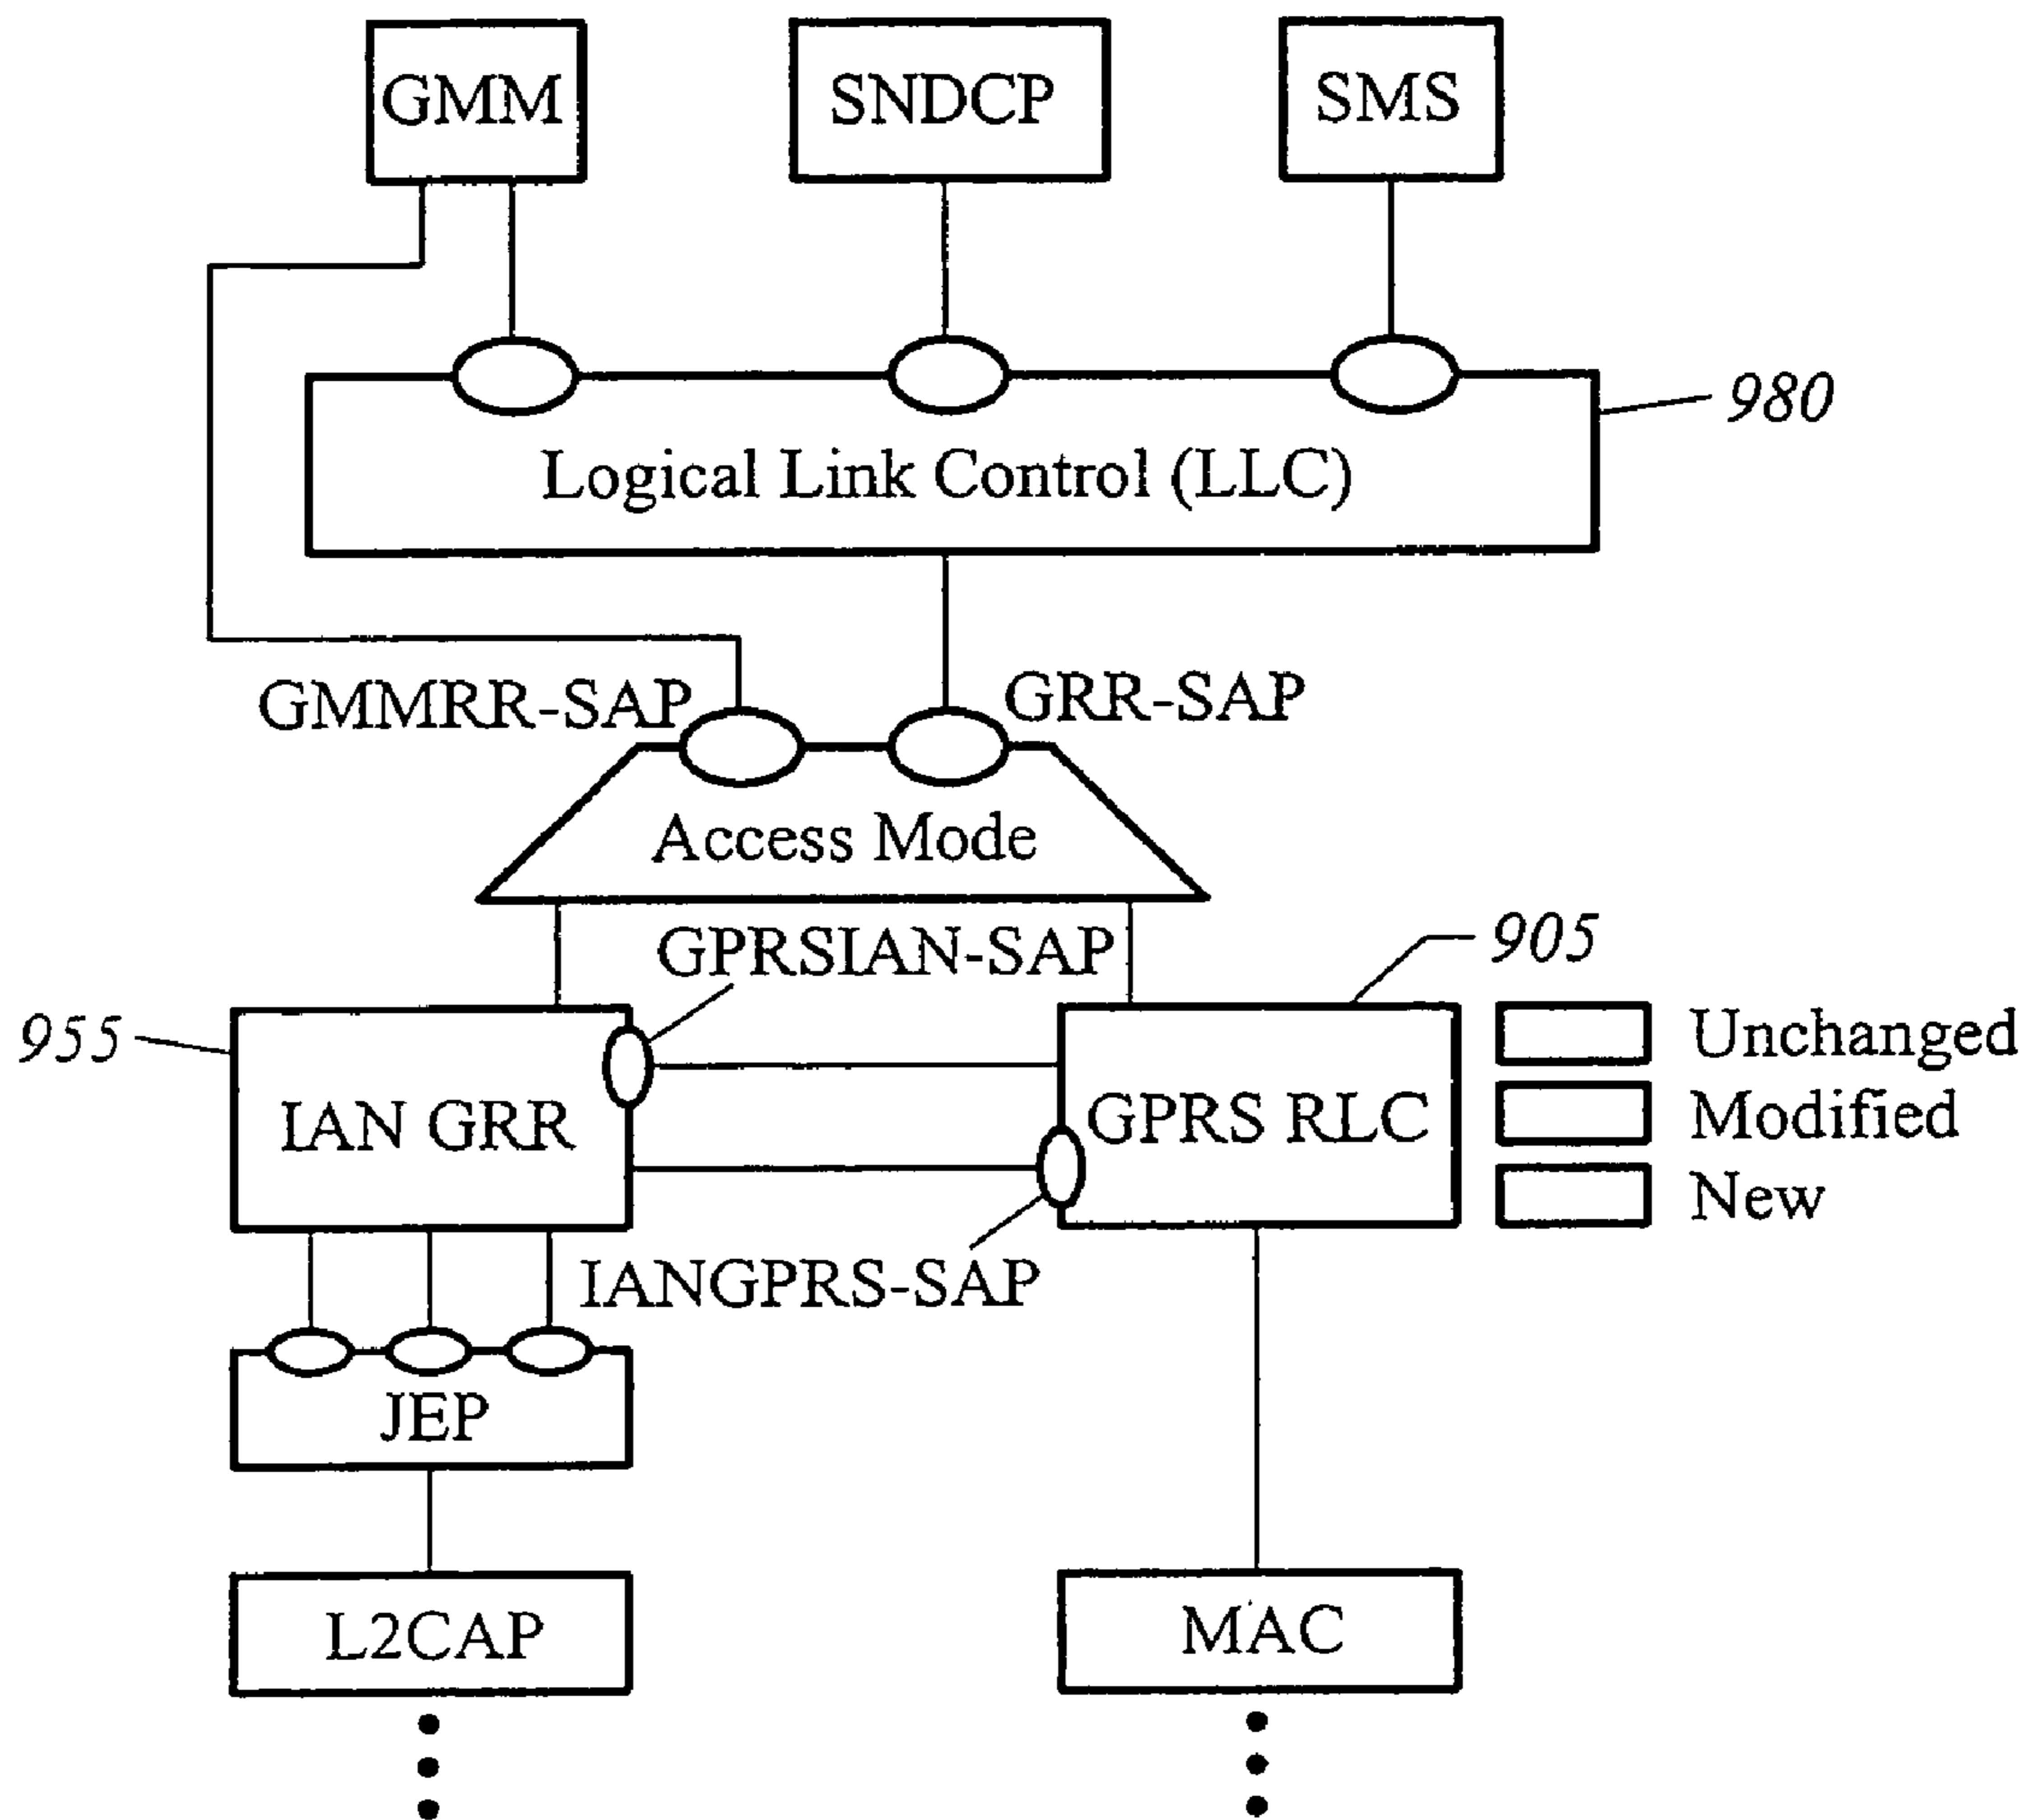 GMM
SNDCP
SMS
980
Logical Link Control (LLC)
GMMRR-SAP
GRR-SAP
Access Mode
GPRSIAN-SAP
905
955
IAN GRR
GPRS RLC
Unchanged
Modified
New
IANGPRS-SAP
JEP
L2CAP
MAC